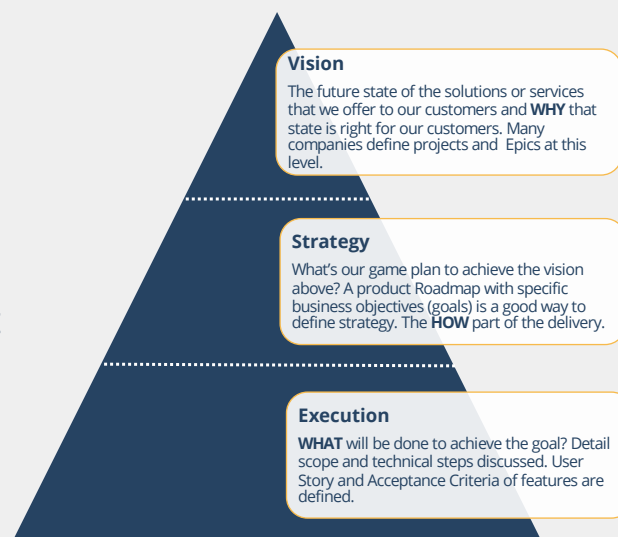 Vision
The future state of the solutions or services
that we offer to our customers and WHY that
state is right for our customers. Many
companies define projects and  Epics at this
level.
Strategy
What’s our game plan to achieve the vision
above? A product Roadmap with specific
business objectives (goals) is a good way to
define strategy. The HOW part of the delivery.
Execution
WHAT will be done to achieve the goal? Detail
scope and technical steps discussed. User
Story and Acceptance Criteria of features are
defined.